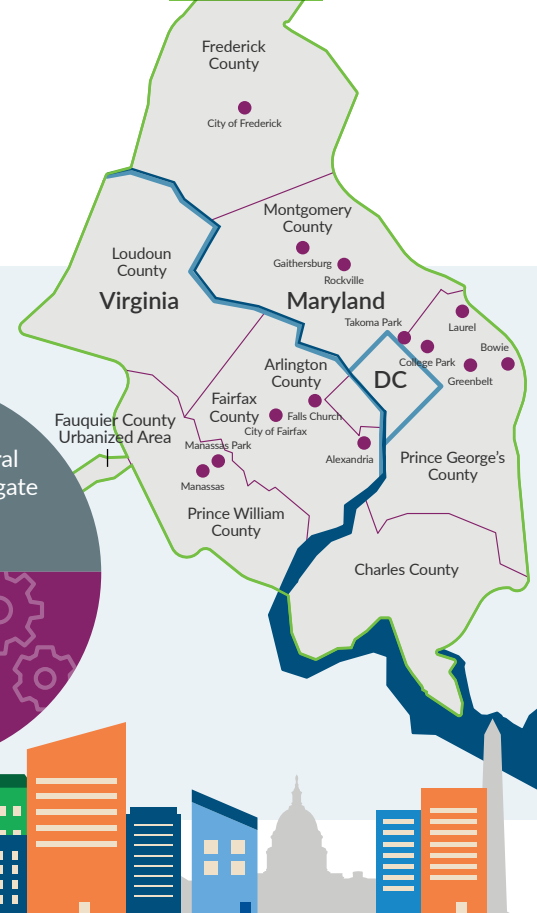 Frederick
County
City of Frederick
Montgomery
County
Gaithersburg
Rockville
Loudoun
County
Virginia
Maryland
Takoma Park
Laurel
College Park
Bowie
Greenbelt
DC
Arlington
County
Fairfax
County
Falls Church
City of Fairfax
Fauquier County
Urbanized Area
Manassas Park
Manassas
Alexandria
Prince George's
County
Prince William
County
Charles County
ral
gate